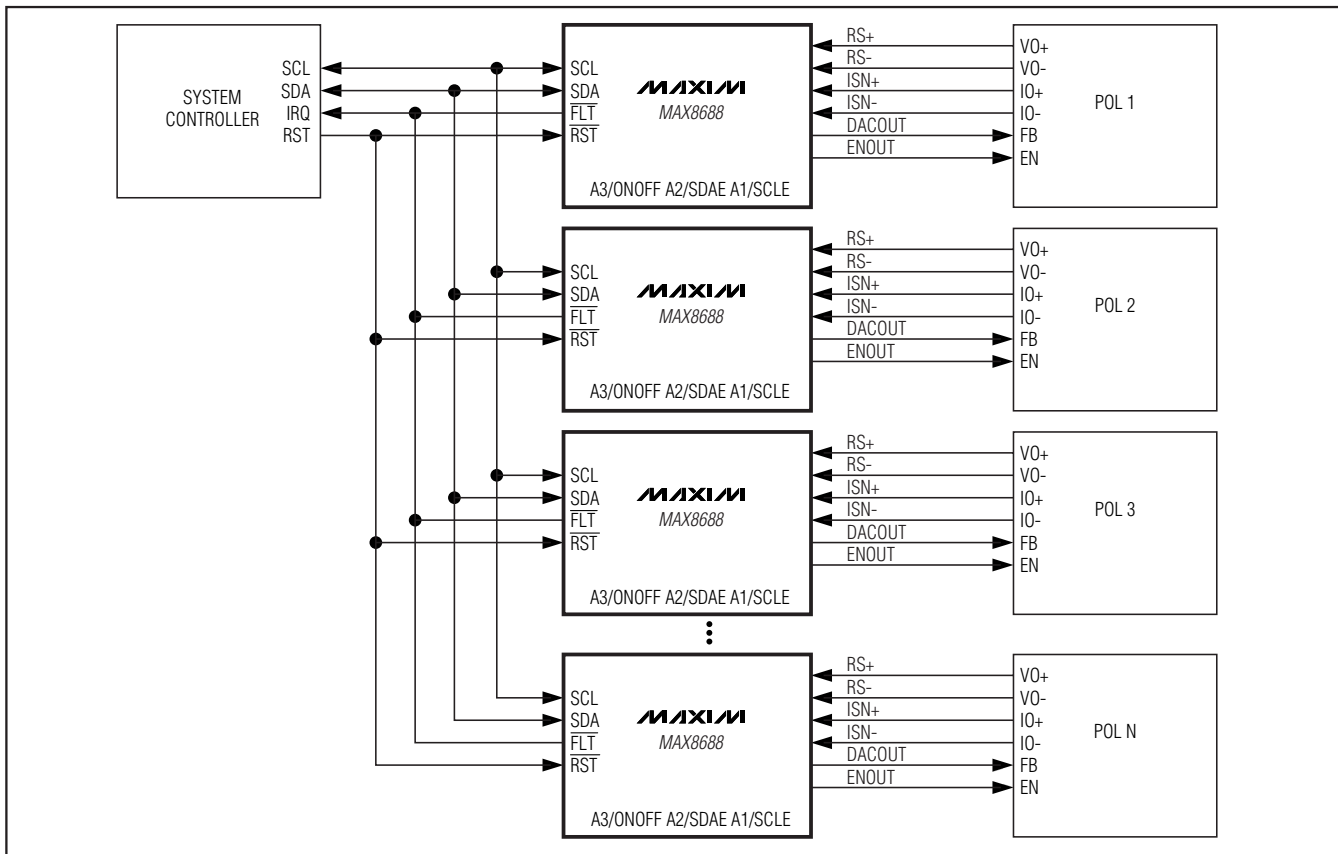 SYSTEM
CONTROLLER
SCL
SDA
IRQ
RST
SCL
SDA
FLT
RST
MAXIM
MAX8688
A3/ONOFF A2/SDAE A1/SCLE
RS+
RS-
ISN+
ISN-
DACOUT
ENOUT
VO+
VO-
IO+
IO-
FB
EN
POL 1
SCL
SDA
FLT
RST
MAXIM
MAX8688
A3/ONOFF A2/SDAE A1/SCLE
RS+
RS-
ISN+
ISN-
DACOUT
ENOUT
VO+
VO-
IO+
IO-
FB
EN
POL 2
SCL
SDA
FLT
RST
MAXIM
MAX8688
A3/ONOFF A2/SDAE A1/SCLE
RS+
RS-
ISN+
ISN-
DACOUT
ENOUT
VO+
VO-
IO+
IO-
FB
EN
POL 3
SCL
SDA
FLT
RST
MAXIM
MAX8688
A3/ONOFF A2/SDAE A1/SCLE
RS+
RS-
ISN+
ISN-
DACOUT
ENOUT
VO+
VO-
IO+
IO-
FB
EN
POL N